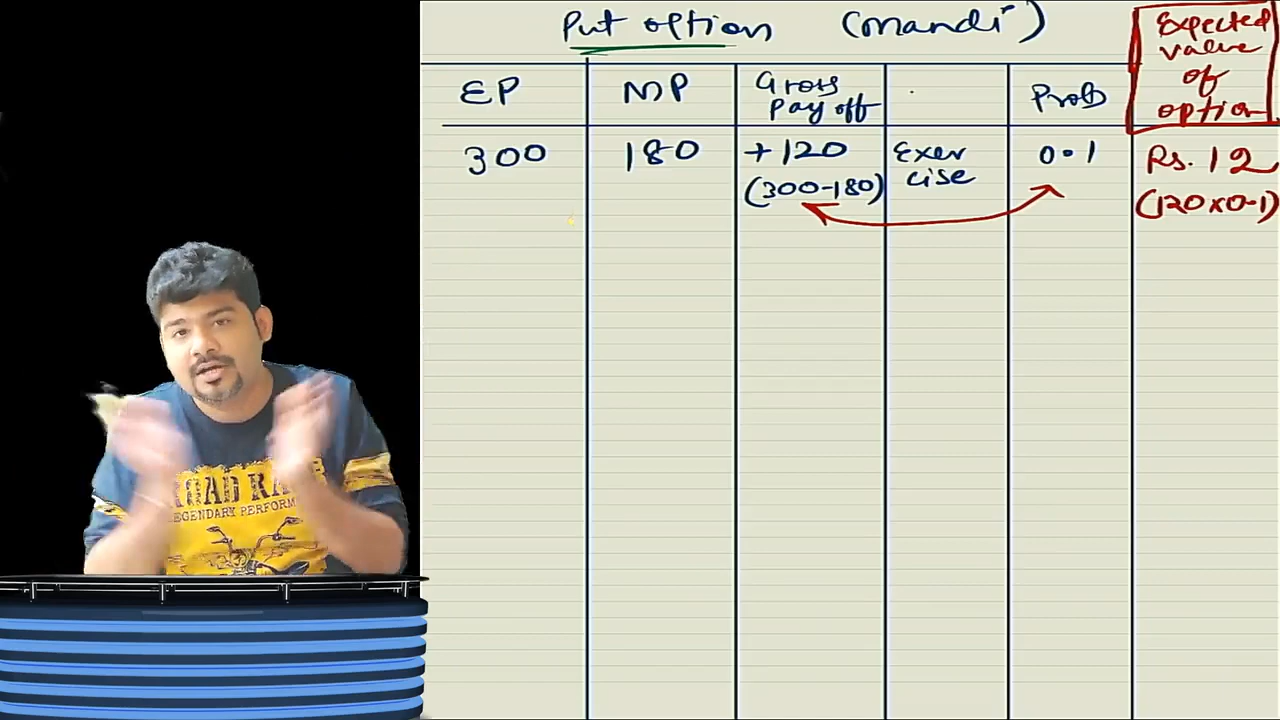 Put option (mandi)
Expected value of option
EP MP Gross Pay off Prob
300 180 +120 Exer cise 0.1 Rs. 12
(300-180) (120x0.1)
ROAD RA
LEGENDARY PERFORM